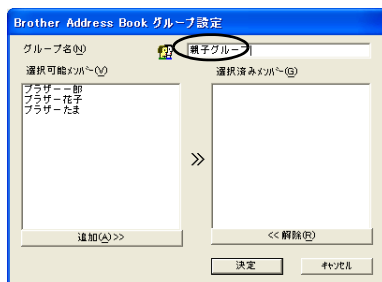 Brother Address Book グループ設定
グループ名(N)
親子グループ
選択可能メンバー(V)
選択済みメンバー(G)
ブラザー一郎
ブラザー花子
ブラザーたま
>>
追加(A)>>
<<解除(R)
決定
キャンセル